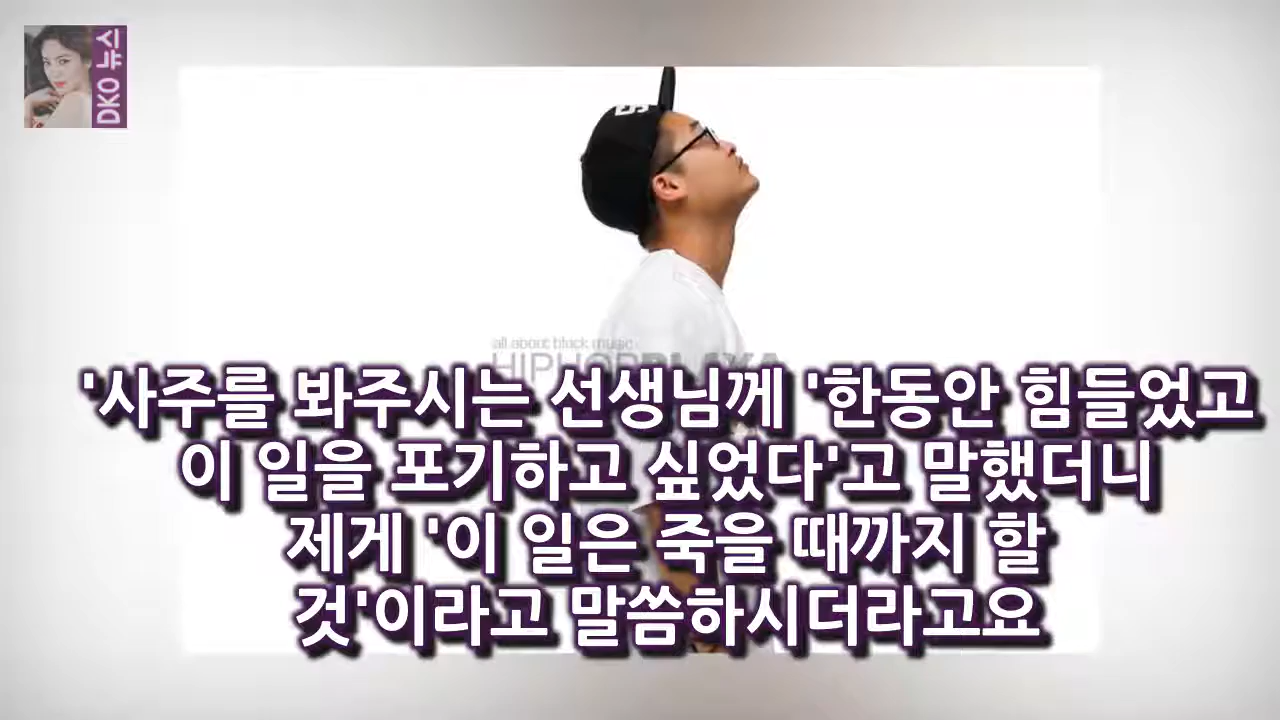 DKO 뉴스
all about black music
HIPHOPPLAYA
'사주를 봐주시는 선생님께 '한동안 힘들었고
이 일을 포기하고 싶었다'고 말했더니
제게 '이 일은 죽을 때까지 할
것'이라고 말씀하시더라고요